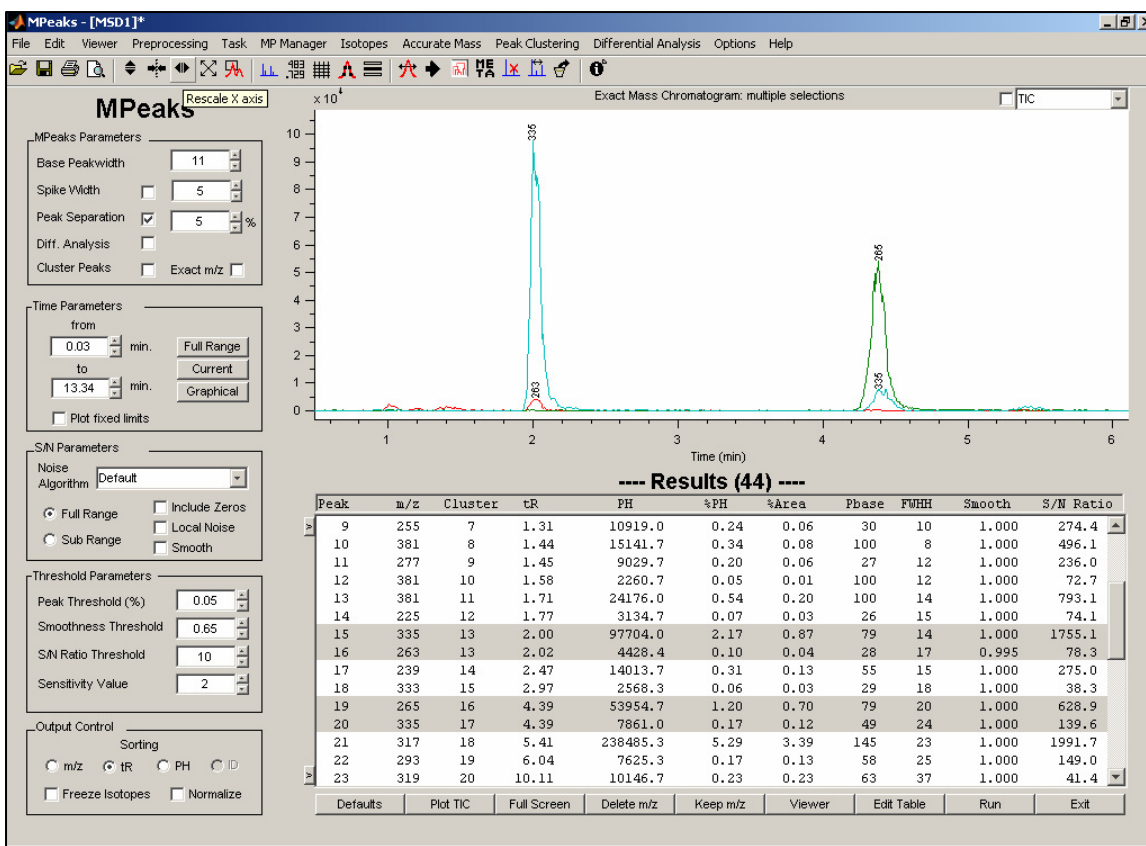 MPeaks - [MSD1]*
File Edit Viewer Preprocessing Task MP Manager Isotopes Accurate Mass Peak Clustering Differential Analysis Options Help
Rescale X axis
MPeaks
MPeaks Parameters
Base Peakwidth 11
Spike Width 5
Peak Separation 5 %
Diff. Analysis
Cluster Peaks Exact m/z
Time Parameters
from
0.03 min. Full Range
to Current
13.34 min. Graphical
Plot fixed limits
S/N Parameters
Noise
Algorithm Default
Full Range Include Zeros
Local Noise
Sub Range Smooth
Threshold Parameters
Peak Threshold (%) 0.05
Smoothness Threshold 0.65
S/N Ratio Threshold 10
Sensitivity Value 2
Output Control
Sorting
m/z tR PH ID
Freeze Isotopes Normalize
x 10⁴ Exact Mass Chromatogram: multiple selections TIC
10
9
8
7
6
5
4
3
2
1
0
335
263
265
335
1 2 3 4 5 6
Time (min)
---- Results (44) ----
Peak m/z Cluster tR PH %PH %Area Phase FWHH Smooth S/N Ratio
9 255 7 1.31 10919.0 0.24 0.06 30 10 1.000 274.4
10 381 8 1.44 15141.7 0.34 0.08 100 8 1.000 496.1
11 277 9 1.45 9029.7 0.20 0.06 27 12 1.000 236.0
12 381 10 1.58 2260.7 0.05 0.01 100 12 1.000 72.7
13 381 11 1.71 24176.0 0.54 0.20 100 14 1.000 793.1
14 225 12 1.77 3134.7 0.07 0.03 26 15 1.000 74.1
15 335 13 2.00 97704.0 2.17 0.87 79 14 1.000 1755.1
16 263 13 2.02 4428.4 0.10 0.04 28 17 0.995 78.3
17 239 14 2.47 14013.7 0.31 0.13 55 15 1.000 275.0
18 333 15 2.97 2568.3 0.06 0.03 29 18 1.000 38.3
19 265 16 4.39 53954.7 1.20 0.70 79 20 1.000 628.9
20 335 17 4.39 7861.0 0.17 0.12 49 24 1.000 139.6
21 317 18 5.41 238485.3 5.29 3.39 145 23 1.000 1991.7
22 293 19 6.04 7625.3 0.17 0.13 58 25 1.000 149.0
23 319 20 10.11 10146.7 0.23 0.23 63 37 1.000 41.4
Defaults Plot TIC Full Screen Delete m/z Keep m/z Viewer Edit Table Run Exit